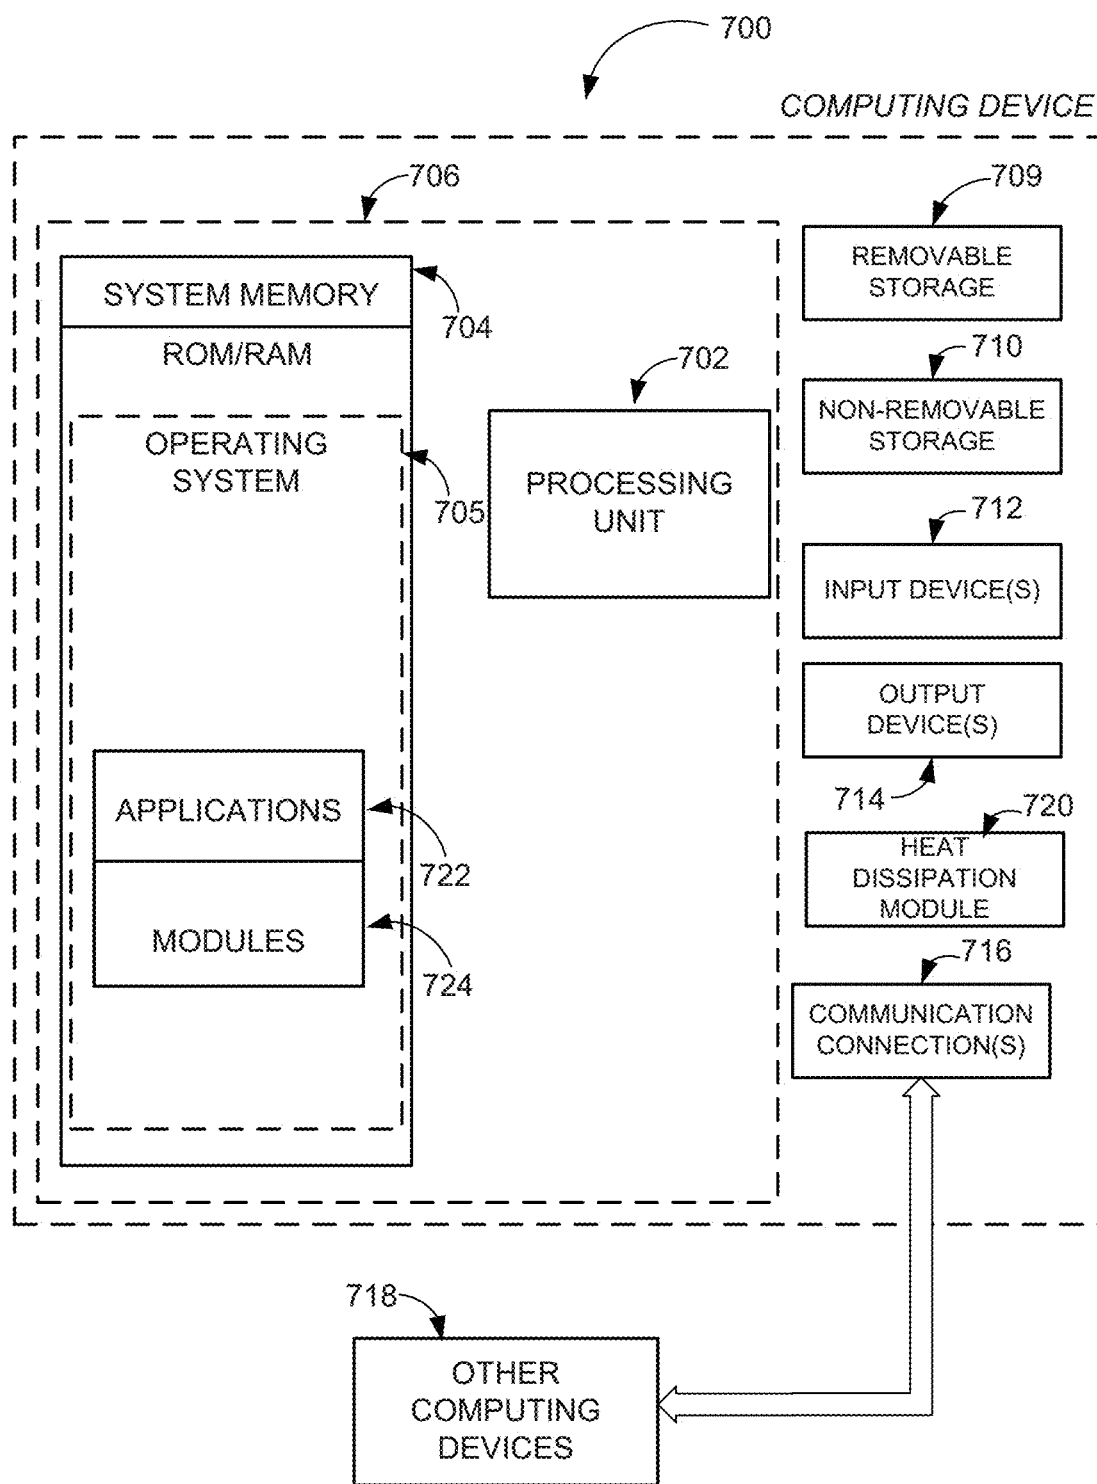 700
COMPUTING DEVICE
706
709
REMOVABLE
STORAGE
SYSTEM MEMORY
704
ROM/RAM
702
710
NON-REMOVABLE
STORAGE
OPERATING
SYSTEM
705
PROCESSING
UNIT
712
INPUT DEVICE(S)
OUTPUT
DEVICE(S)
714
720
HEAT
DISSIPATION
MODULE
APPLICATIONS
722
MODULES
724
716
COMMUNICATION
CONNECTION(S)
718
OTHER
COMPUTING
DEVICES